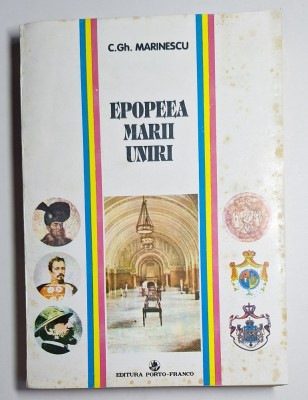 C.Gh. MARINESCU
EPOPEEA
MARII
UNIRI
EDITURA PORTO-FRANCO